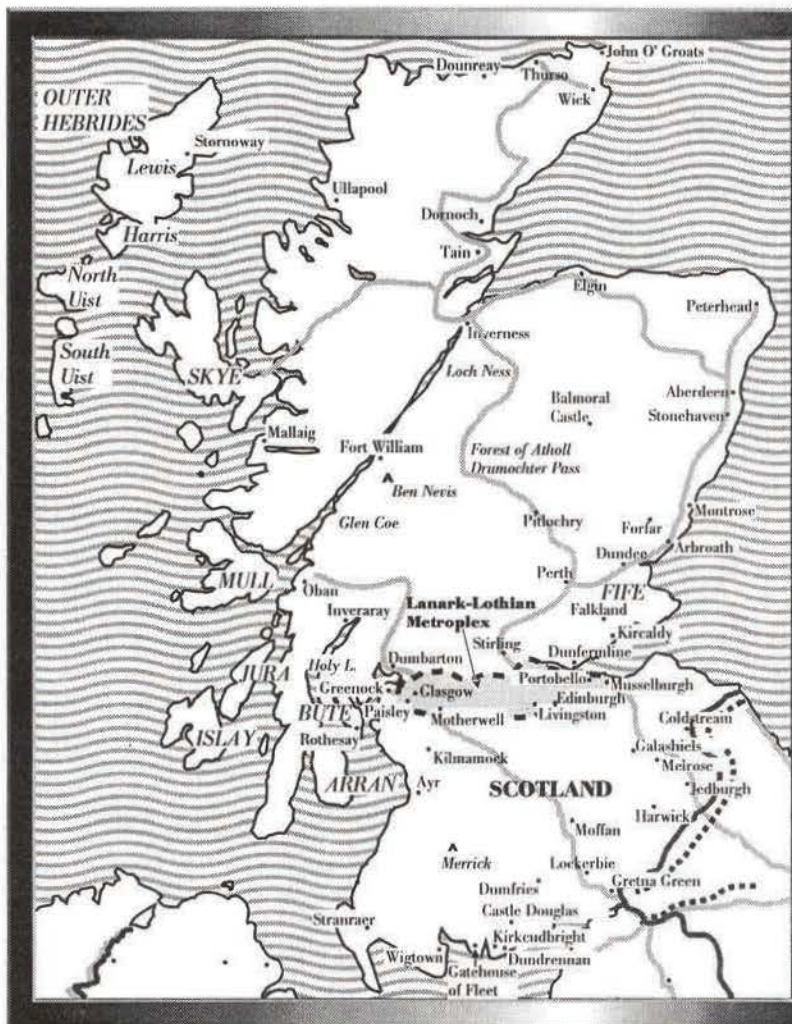 John O' Groats
Dounreay
Thurso
Wick
OUTER
HEBRIDES
Stornoway
Lewis
Ullapool
Harris
Dornoch
Tain
North
Uist
Elgin
Peterhead
South
Uist
Inverness
SKYE
Loch Ness
Balmoral
Castle
Aberdeen
Stonehaven
Mallaig
Fort William
Forest of Atholl
Drumochter Pass
Ben Nevis
Glen Coe
Pitlochry
Montrose
Forfar
Arbroath
Dundee
MULL
Oban
Perth
FIFE
Inveraray
Lanark-Lothian
Metroplex
Falkland
Kircaldy
Stirling
Dunfermline
JURA
Holy L.
Dumbarton
Portobello
Musselburgh
Greenock
Glasgow
Edinburgh
BUTE
Paisley
Motherwell
Livingston
ISLAY
Rothesay
Coldstream
Galashiels
Kilmamock
Meirose
ARRAN
Ayr
SCOTLAND
Jedburgh
Harwick
Moffan
Merrick
Lockerbie
Dumfries
Gretna Green
Castle Douglas
Stranraer
Kirkcudbright
Wigtown
Dundrennan
Gatehouse
of Fleet